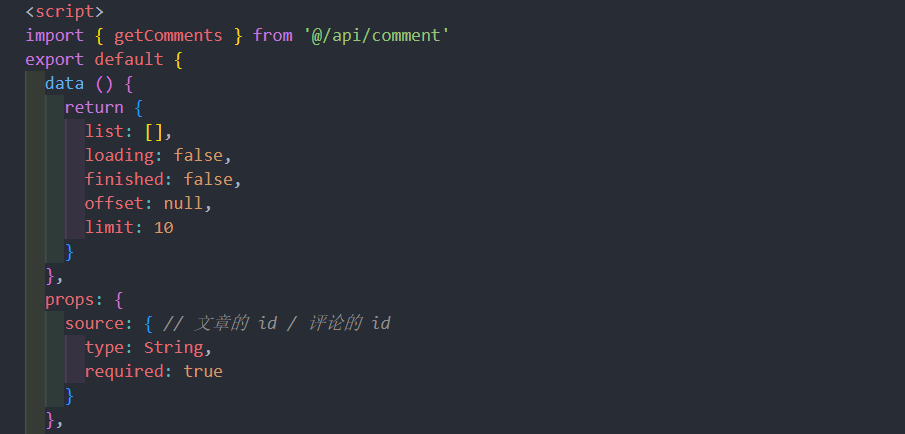 <script>
import { getComments } from '@/api/comment'
export default {
  data () {
    return {
      list: [],
      loading: false,
      finished: false,
      offset: null,
      limit: 10
    }
  },
  props: {
    source: { // 文章的 id / 评论的 id
      type: String,
      required: true
    }
  },